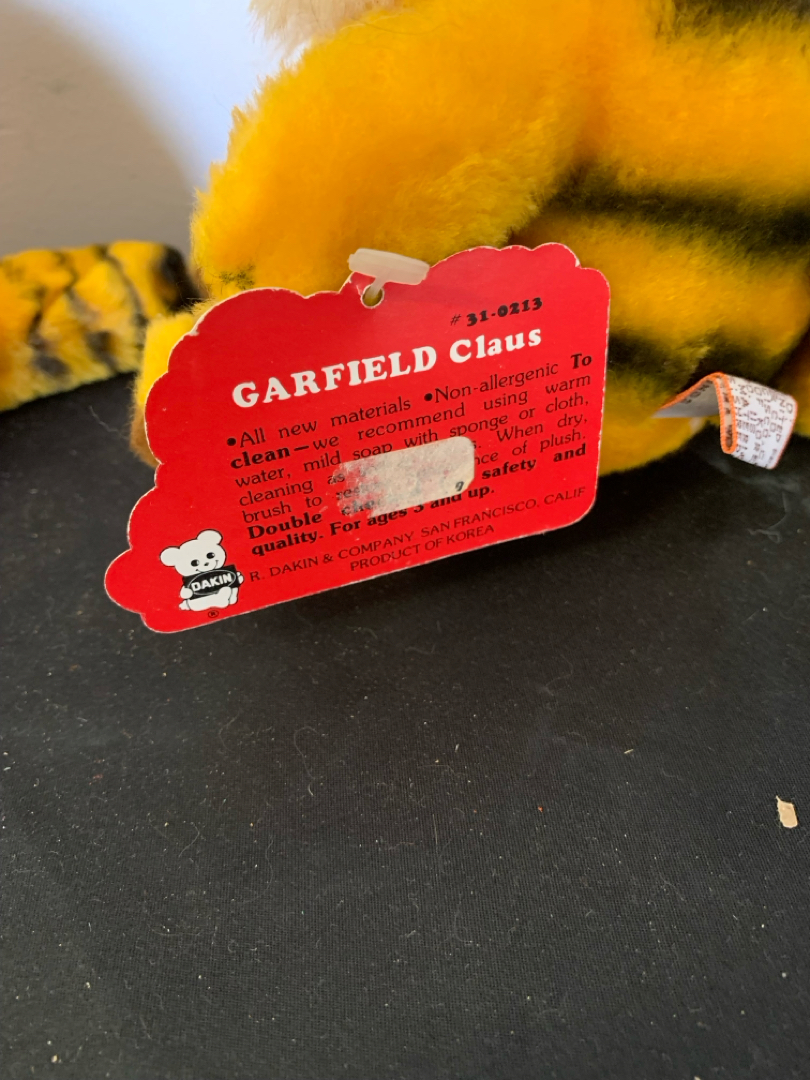 # 31-0213
GARFIELD Claus
•All new materials •Non-allergenic To
clean—we recommend using warm
water, mild soap with sponge or cloth,
cleaning as When dry,
brush to of plush.
Double safety and
quality. For ages 3 and up.
R. DAKIN & COMPANY, SAN FRANCISCO, CALIF
PRODUCT OF KOREA
DAKIN
®